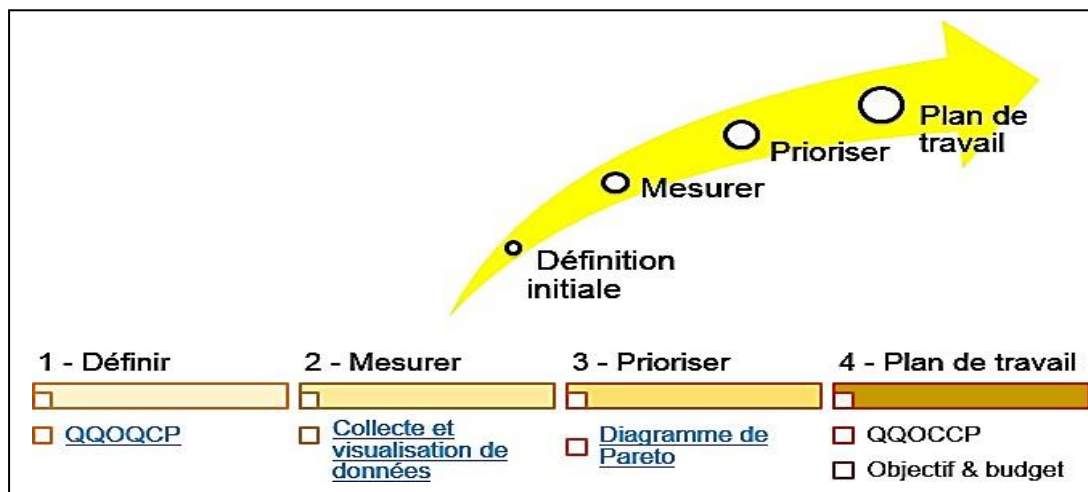 Plan de
travail
Prioriser
Mesurer
Définition
initiale
1 - Définir
2 - Mesurer
3 - Prioriser
4 - Plan de travail
QQOQCP
Collecte et
visualisation de
données
Diagramme de
Pareto
QQOCCP
Objectif & budget